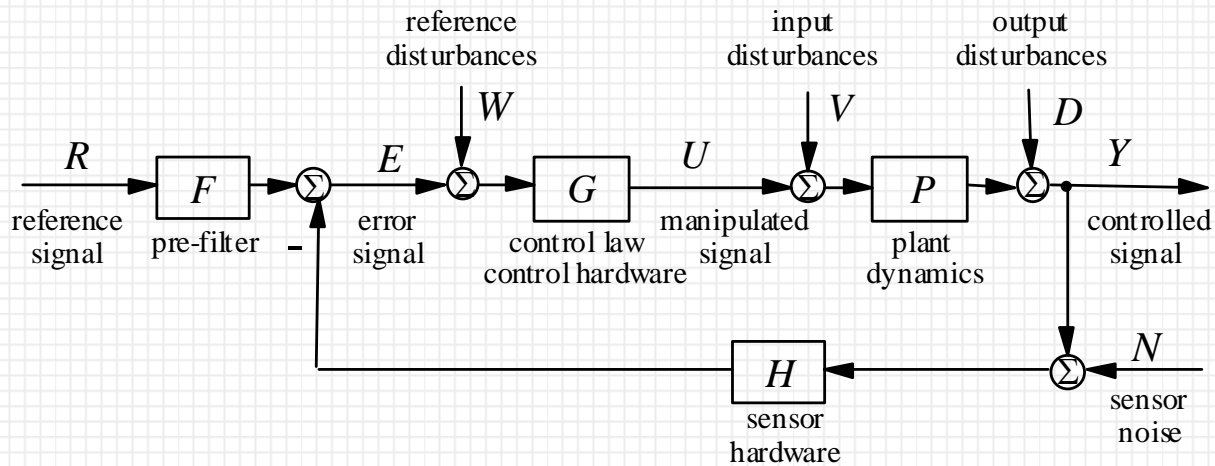 reference
disturbances
input
disturbances
output
disturbances
W
V
D
R
E
U
Y
F
Σ
Σ
G
Σ
P
Σ
reference
signal
pre-filter
–
error
signal
control law
control hardware
manipulated
signal
plant
dynamics
controlled
signal
H
Σ
N
sensor
hardware
sensor
noise